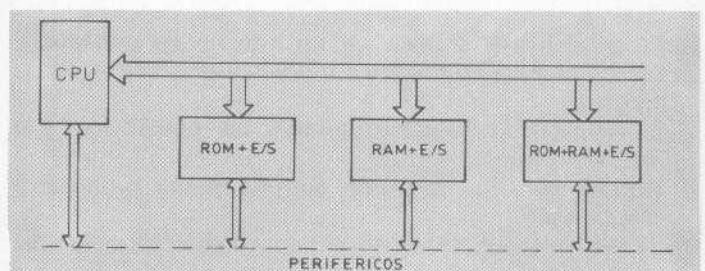 CPU
ROM + E/S
RAM+E/S
ROM+RAM+E/S
PERIFERICOS